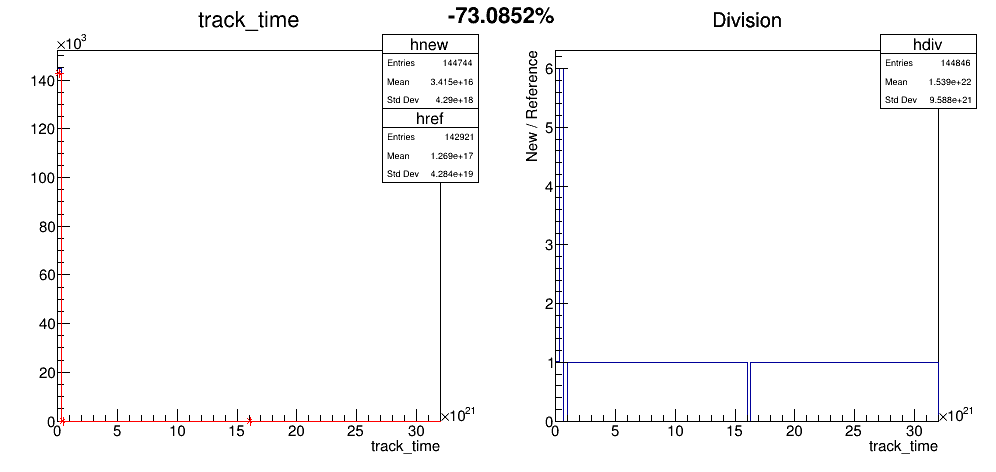 -73.0852%
track_time
×10³
hnew
Entries 144744
Mean 3.415e+16
Std Dev 4.29e+18
href
Entries 142921
Mean 1.269e+17
Std Dev 4.284e+19
140
120
100
80
60
40
20
0
0 5 10 15 20 25 30 ×10²¹
track_time
Division
hdiv
Entries 144846
Mean 1.539e+22
Std Dev 9.588e+21
New / Reference
6
5
4
3
2
1
0
0 5 10 15 20 25 30 ×10²¹
track_time